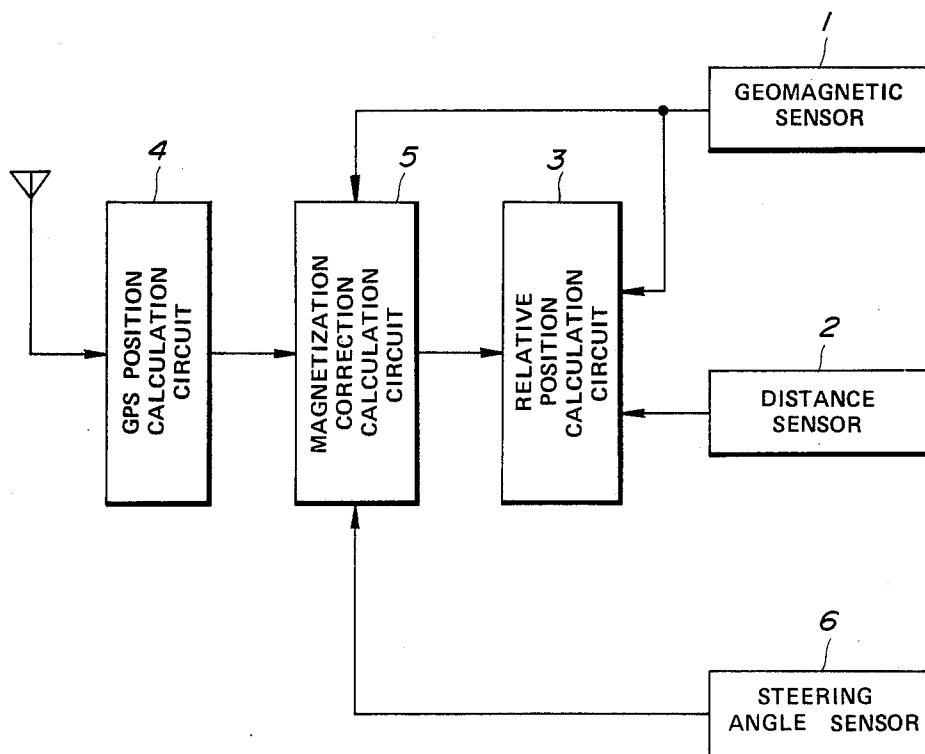 1
GEOMAGNETIC
SENSOR
4
GPS POSITION
CALCULATION
CIRCUIT
5
MAGNETIZATION
CORRECTION
CALCULATION
CIRCUIT
3
RELATIVE
POSITION
CALCULATION
CIRCUIT
2
DISTANCE
SENSOR
6
STEERING
ANGLE SENSOR